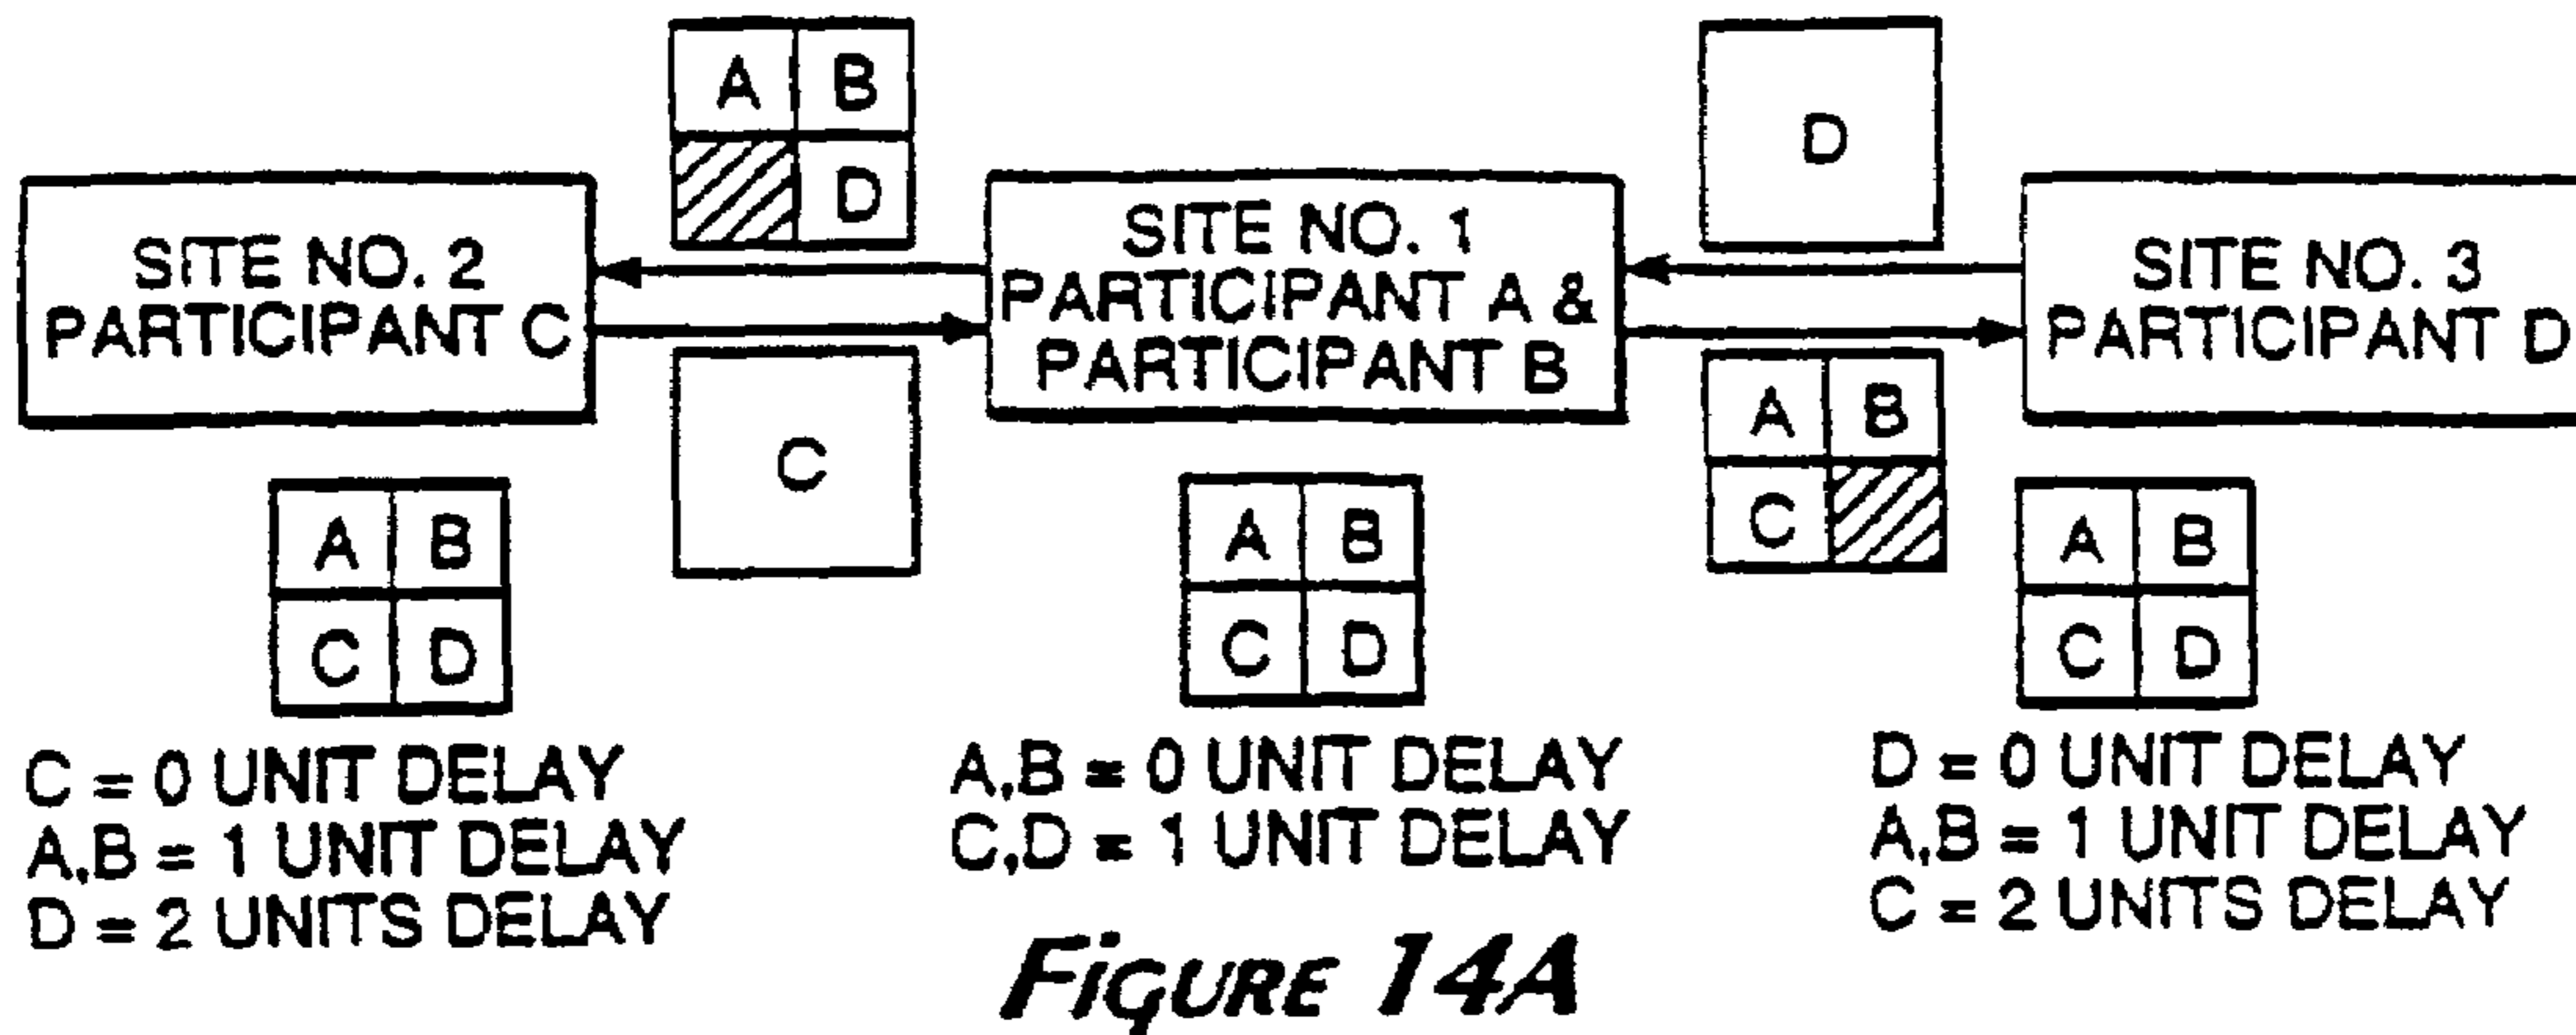 A B
D
D
SITE NO. 2
PARTICIPANT C
SITE NO. 1
PARTICIPANT A &
PARTICIPANT B
SITE NO. 3
PARTICIPANT D
C
A B
C
A B
C D
A B
C D
A B
C D
C = 0 UNIT DELAY
A,B = 1 UNIT DELAY
D = 2 UNITS DELAY
A,B = 0 UNIT DELAY
C,D = 1 UNIT DELAY
D = 0 UNIT DELAY
A,B = 1 UNIT DELAY
C = 2 UNITS DELAY
FIGURE 14A